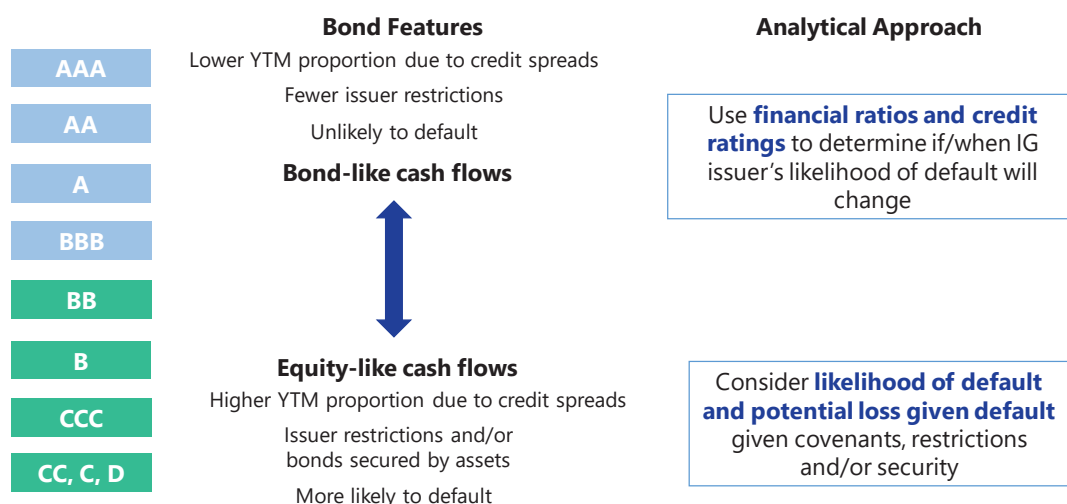 Bond Features
Analytical Approach
AAA
AA
A
BBB
BB
B
CCC
CC, C, D
Lower YTM proportion due to credit spreads
Fewer issuer restrictions
Unlikely to default
Bond-like cash flows
Equity-like cash flows
Higher YTM proportion due to credit spreads
Issuer restrictions and/or
bonds secured by assets
More likely to default
Use financial ratios and credit
ratings to determine if/when IG
issuer’s likelihood of default will
change
Consider likelihood of default
and potential loss given default
given covenants, restrictions
and/or security